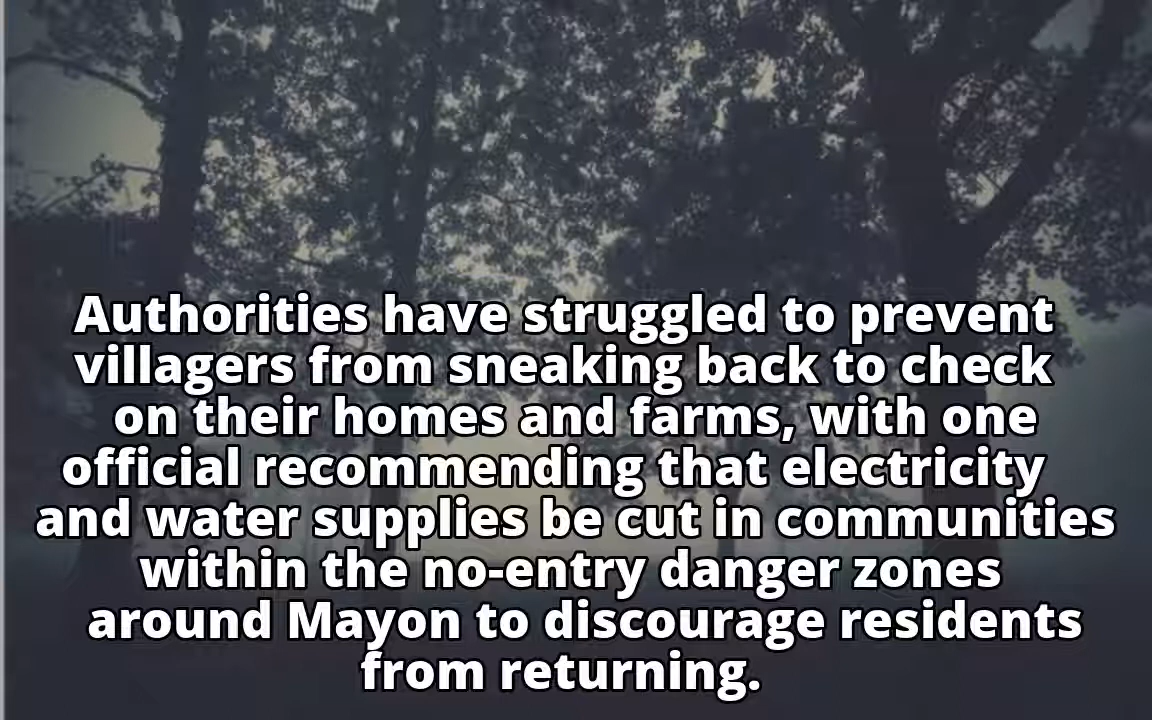 Authorities have struggled to prevent
villagers from sneaking back to check
on their homes and farms, with one
official recommending that electricity
and water supplies be cut in communities
within the no-entry danger zones
around Mayon to discourage residents
from returning.